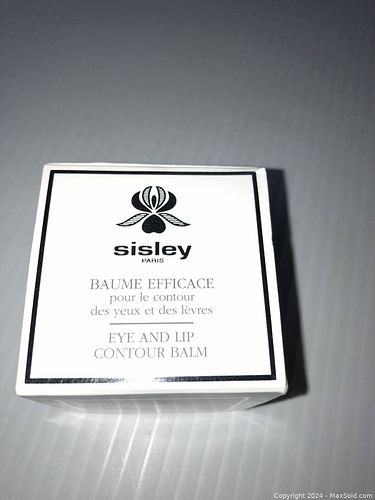 sisley
PARIS
BAUME EFFICACE
pour le contour
des yeux et des lèvres
EYE AND LIP
CONTOUR BALM
Copyright 2024 - MaxSold.com